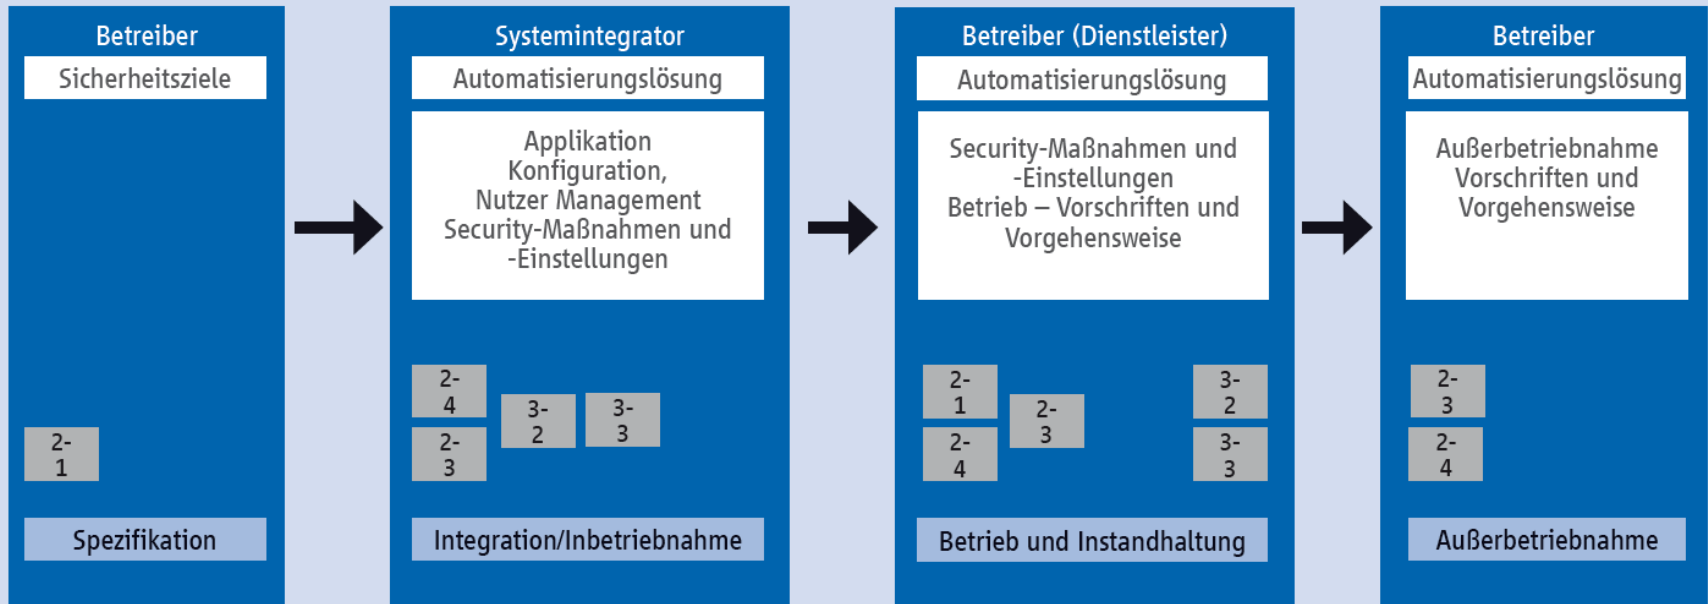 Betreiber
Sicherheitsziele
2-
1
Spezifikation
Systemintegrator
Automatisierungslösung
Applikation
Konfiguration,
Nutzer Management
Security-Maßnahmen und
-Einstellungen
2-
4
2-
3
3-
2
3-
3
Integration/Inbetriebnahme
Betreiber (Dienstleister)
Automatisierungslösung
Security-Maßnahmen und
-Einstellungen
Betrieb – Vorschriften und
Vorgehensweise
2-
1
2-
4
2-
3
3-
2
3-
3
Betrieb und Instandhaltung
Betreiber
Automatisierungslösung
Außerbetriebnahme
Vorschriften und
Vorgehensweise
2-
3
2-
4
Außerbetriebnahme